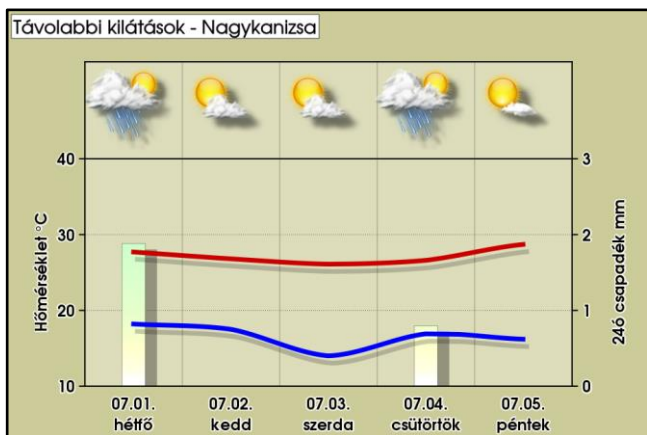 Távolabbi kilátások - Nagykanizsa
Hőmérséklet °C
40
30
20
10
3
2
1
0
24ó csapadék mm
07.01. 07.02. 07.03. 07.04. 07.05.
hétfő kedd szerda csütörtök péntek